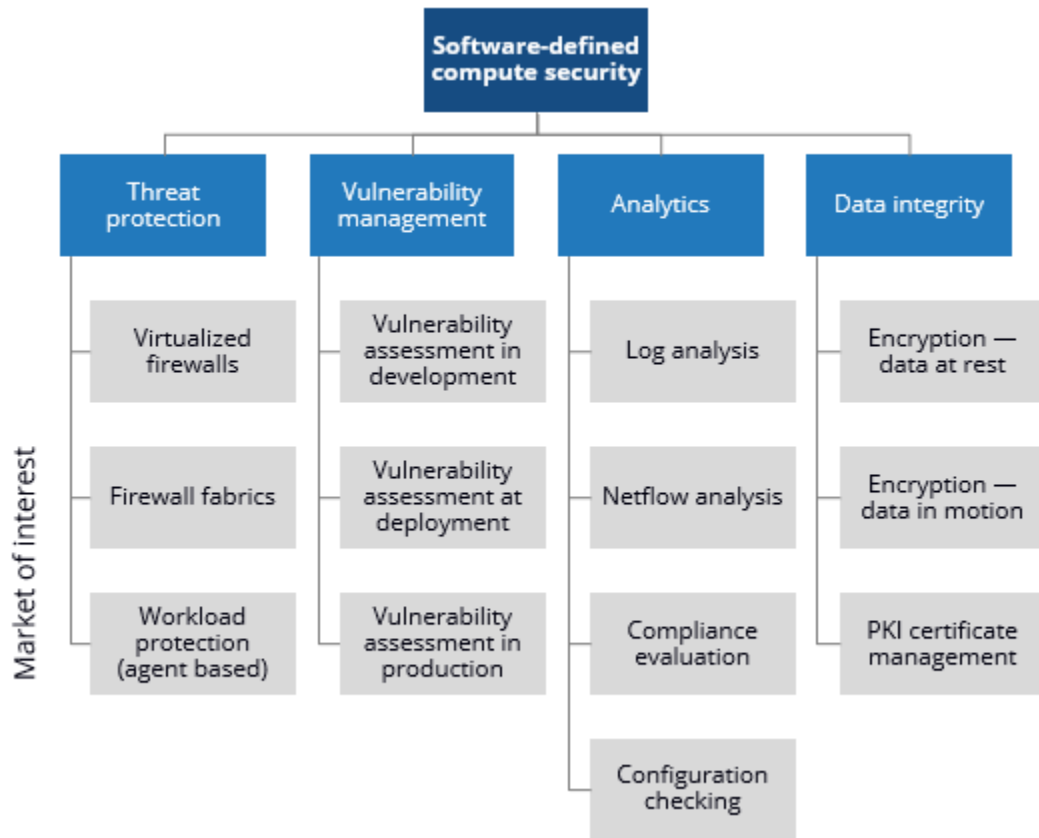 Software-defined
compute security
Threat
protection
Vulnerability
management
Analytics
Data integrity
Virtualized
firewalls
Vulnerability
assessment in
development
Log analysis
Encryption —
data at rest
Firewall fabrics
Vulnerability
assessment at
deployment
Netflow analysis
Encryption —
data in motion
Workload
protection
(agent based)
Vulnerability
assessment in
production
Compliance
evaluation
PKI certificate
management
Configuration
checking
Market of interest